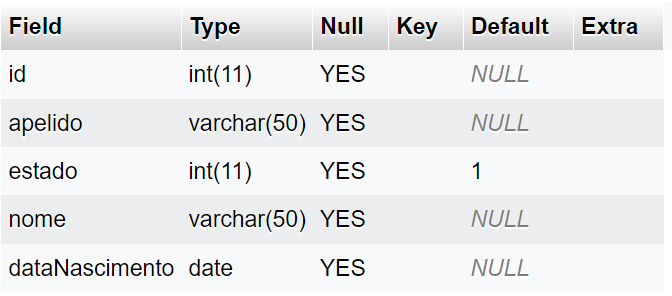 Field Type Null Key Default Extra
id int(11) YES NULL
apelido varchar(50) YES NULL
estado int(11) YES 1
nome varchar(50) YES NULL
dataNascimento date YES NULL